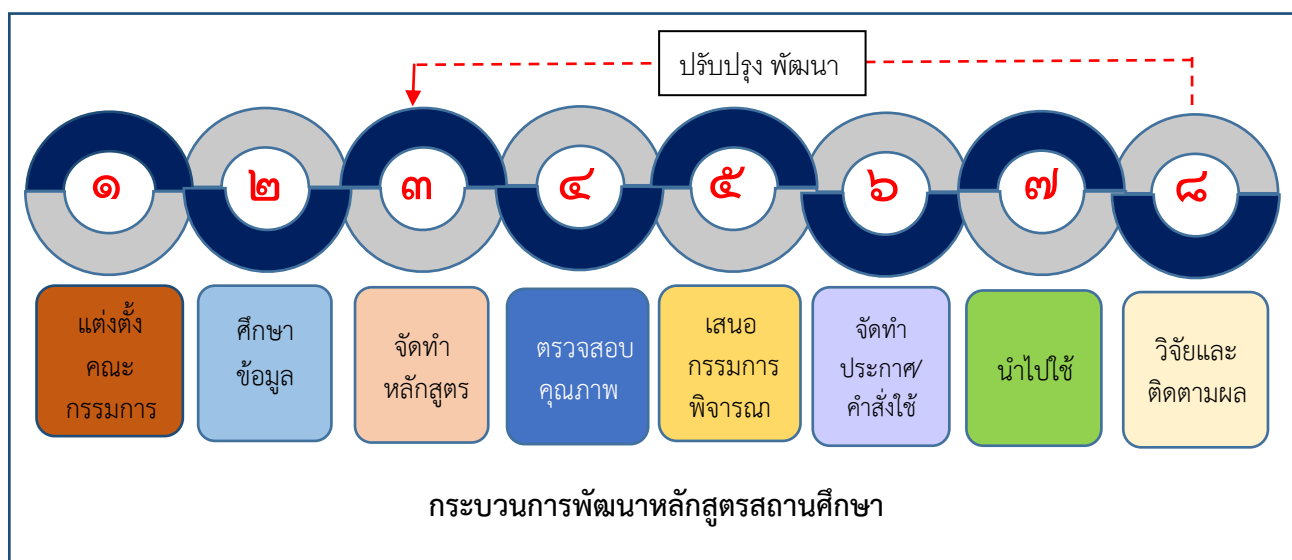 ปรับปรุง พัฒนา
๑
๒
๓
๔
๕
๖
๗
๘
แต่งตั้ง
คณะ
กรรมการ
ศึกษา
ข้อมูล
จัดทำ
หลักสูตร
ตรวจสอบ
คุณภาพ
เสนอ
กรรมการ
พิจารณา
จัดทำ
ประกาศ/
คำสั่งใช้
นำไปใช้
วิจัยและ
ติดตามผล
กระบวนการพัฒนาหลักสูตรสถานศึกษา